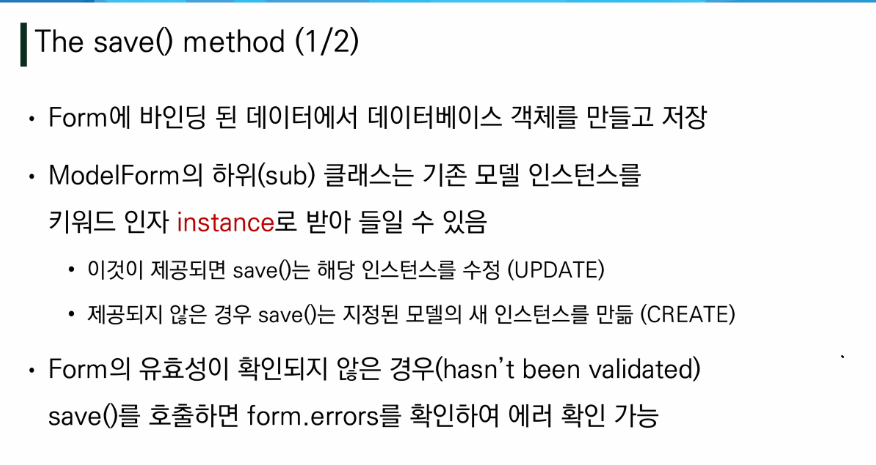 The save() method (1/2)
• Form에 바인딩 된 데이터에서 데이터베이스 객체를 만들고 저장
• ModelForm의 하위(sub) 클래스는 기존 모델 인스턴스를
키워드 인자 instance로 받아 들일 수 있음
• 이것이 제공되면 save()는 해당 인스턴스를 수정 (UPDATE)
• 제공되지 않은 경우 save()는 지정된 모델의 새 인스턴스를 만듦 (CREATE)
• Form의 유효성이 확인되지 않은 경우(hasn’t been validated)
save()를 호출하면 form.errors를 확인하여 에러 확인 가능